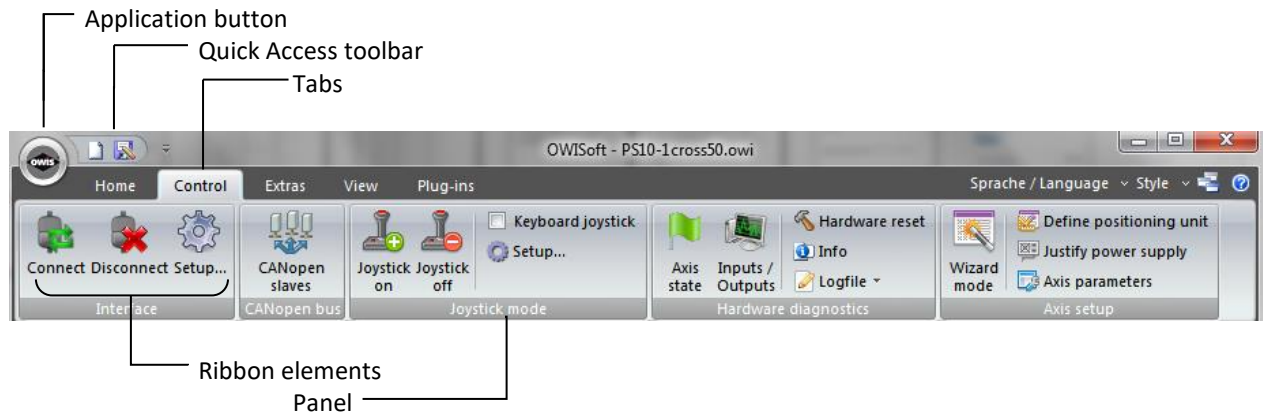 Application button
Quick Access toolbar
Tabs
OWISoft - PS10-1cross50.owi
OWIS
Home Control Extras View Plug-ins Sprache / Language Style
Connect Disconnect Setup...
CANopen slaves
Joystick on
Joystick off
Keyboard joystick
Setup...
Axis state
Inputs / Outputs
Hardware reset
Info
Logfile
Wizard mode
Define positioning unit
Justify power supply
Axis parameters
Interface CANopen bus Joystick mode Hardware diagnostics Axis setup
Ribbon elements
Panel